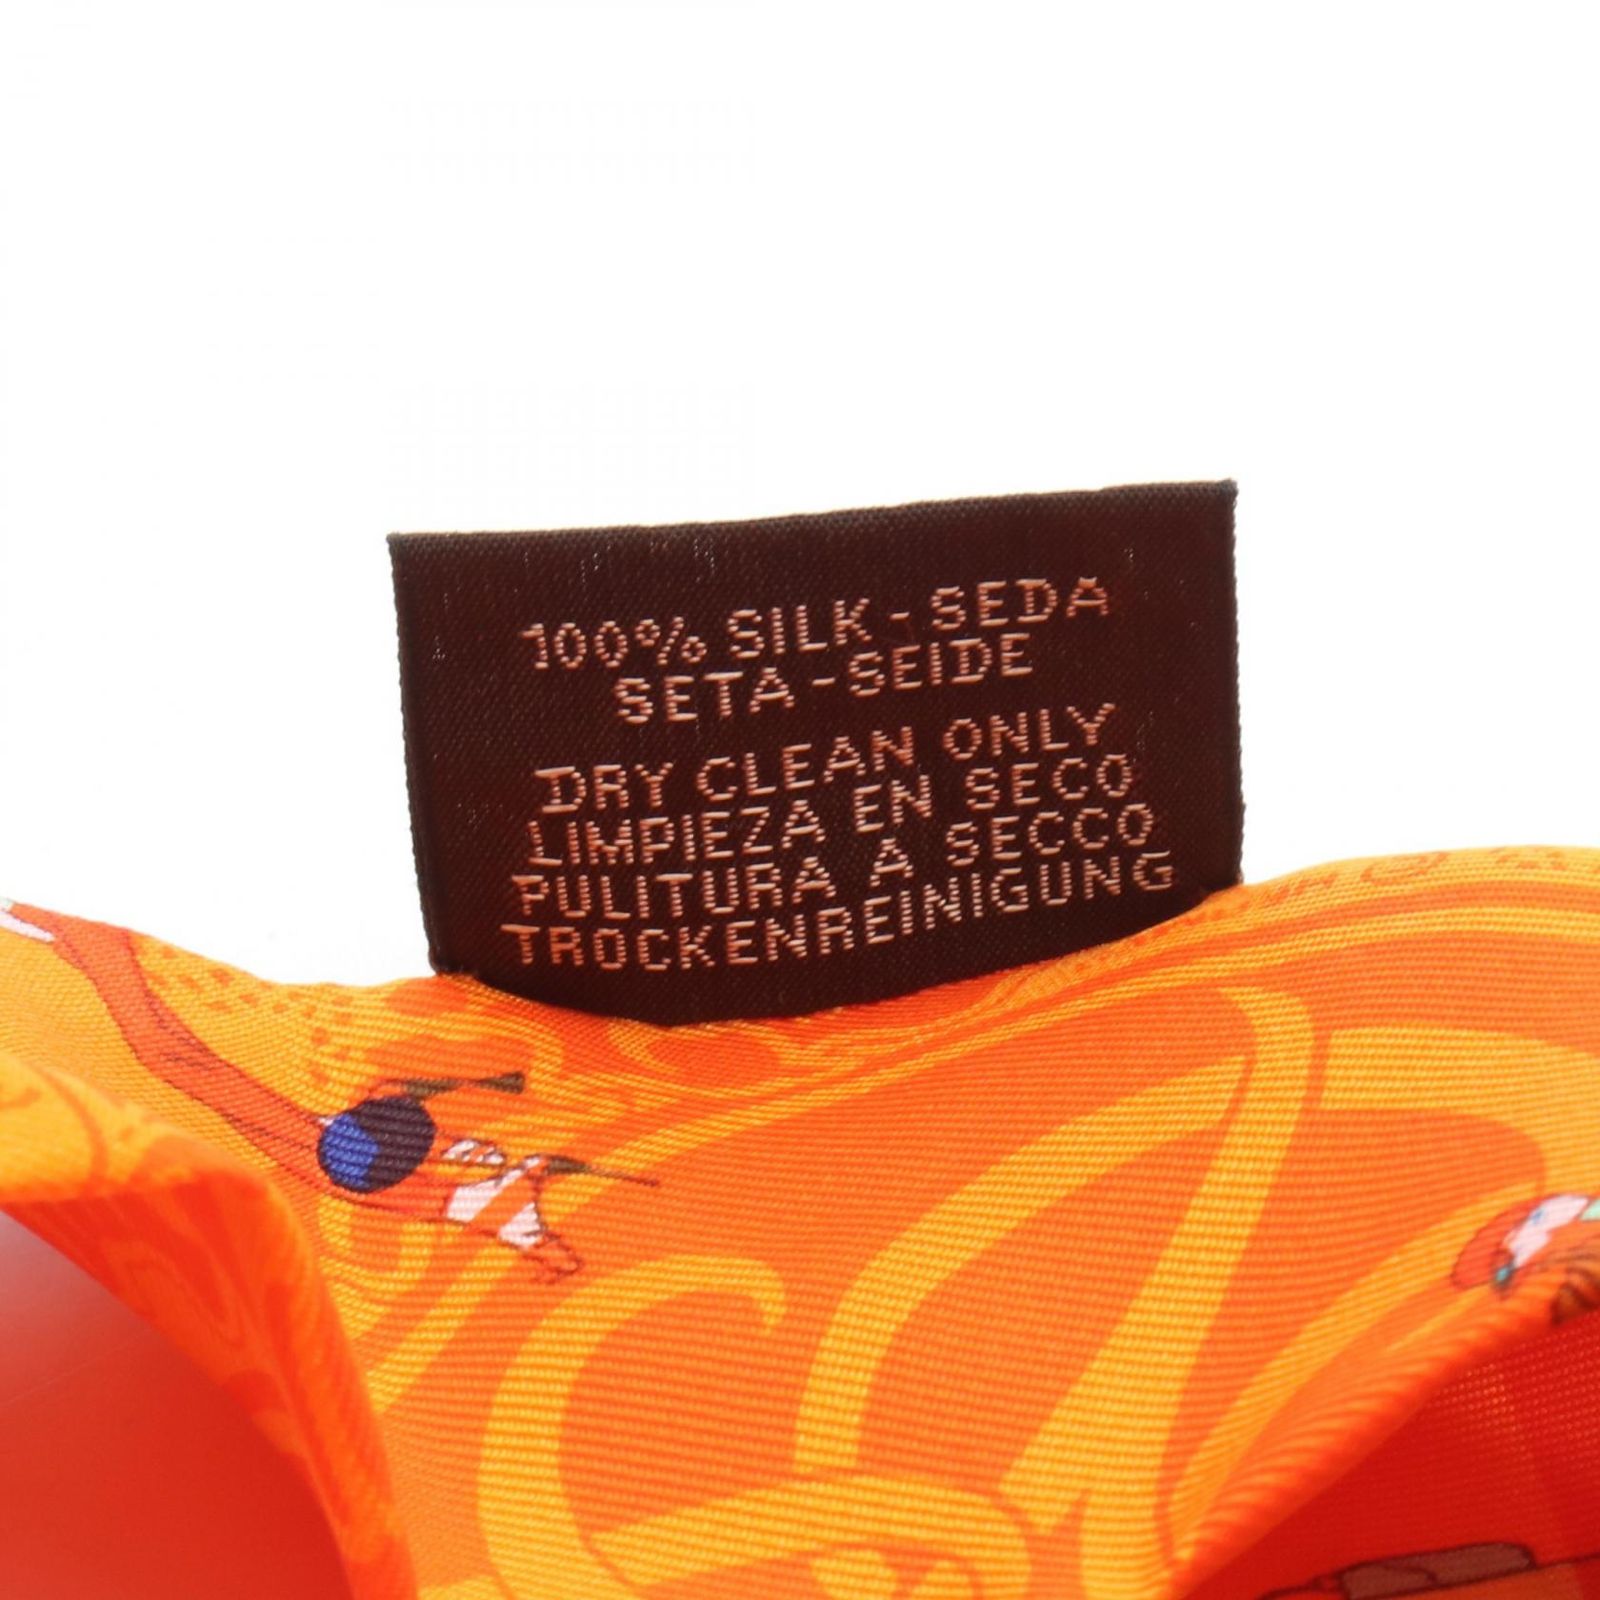 100% SILK - SEDA
SETA - SEIDE
DRY CLEAN ONLY
LIMPIEZA EN SECO
PULITURA A SECCO
TROCKENREINIGUNG